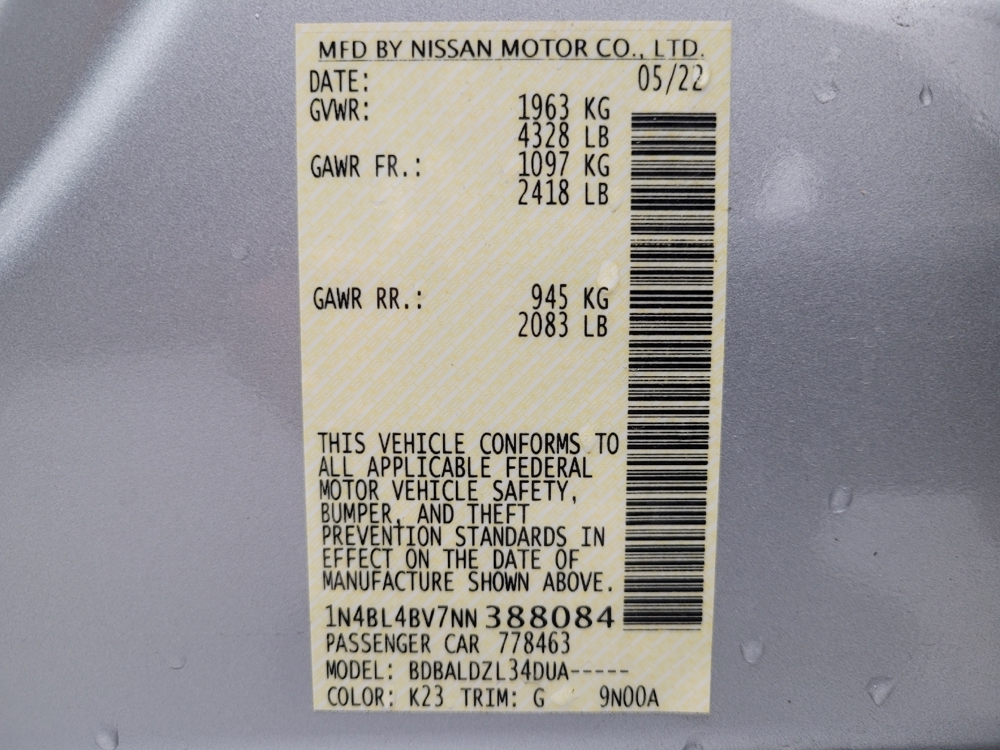 MFD BY NISSAN MOTOR CO., LTD.
DATE: 05/22
GVWR: 1963 KG
4328 LB
GAWR FR.: 1097 KG
2418 LB
GAWR RR.: 945 KG
2083 LB
THIS VEHICLE CONFORMS TO
ALL APPLICABLE FEDERAL
MOTOR VEHICLE SAFETY,
BUMPER, AND THEFT
PREVENTION STANDARDS IN
EFFECT ON THE DATE OF
MANUFACTURE SHOWN ABOVE.
1N4BL4BV7NN388084
PASSENGER CAR 778463
MODEL: BDBALDZL34DUA-----
COLOR: K23 TRIM: G 9N00A